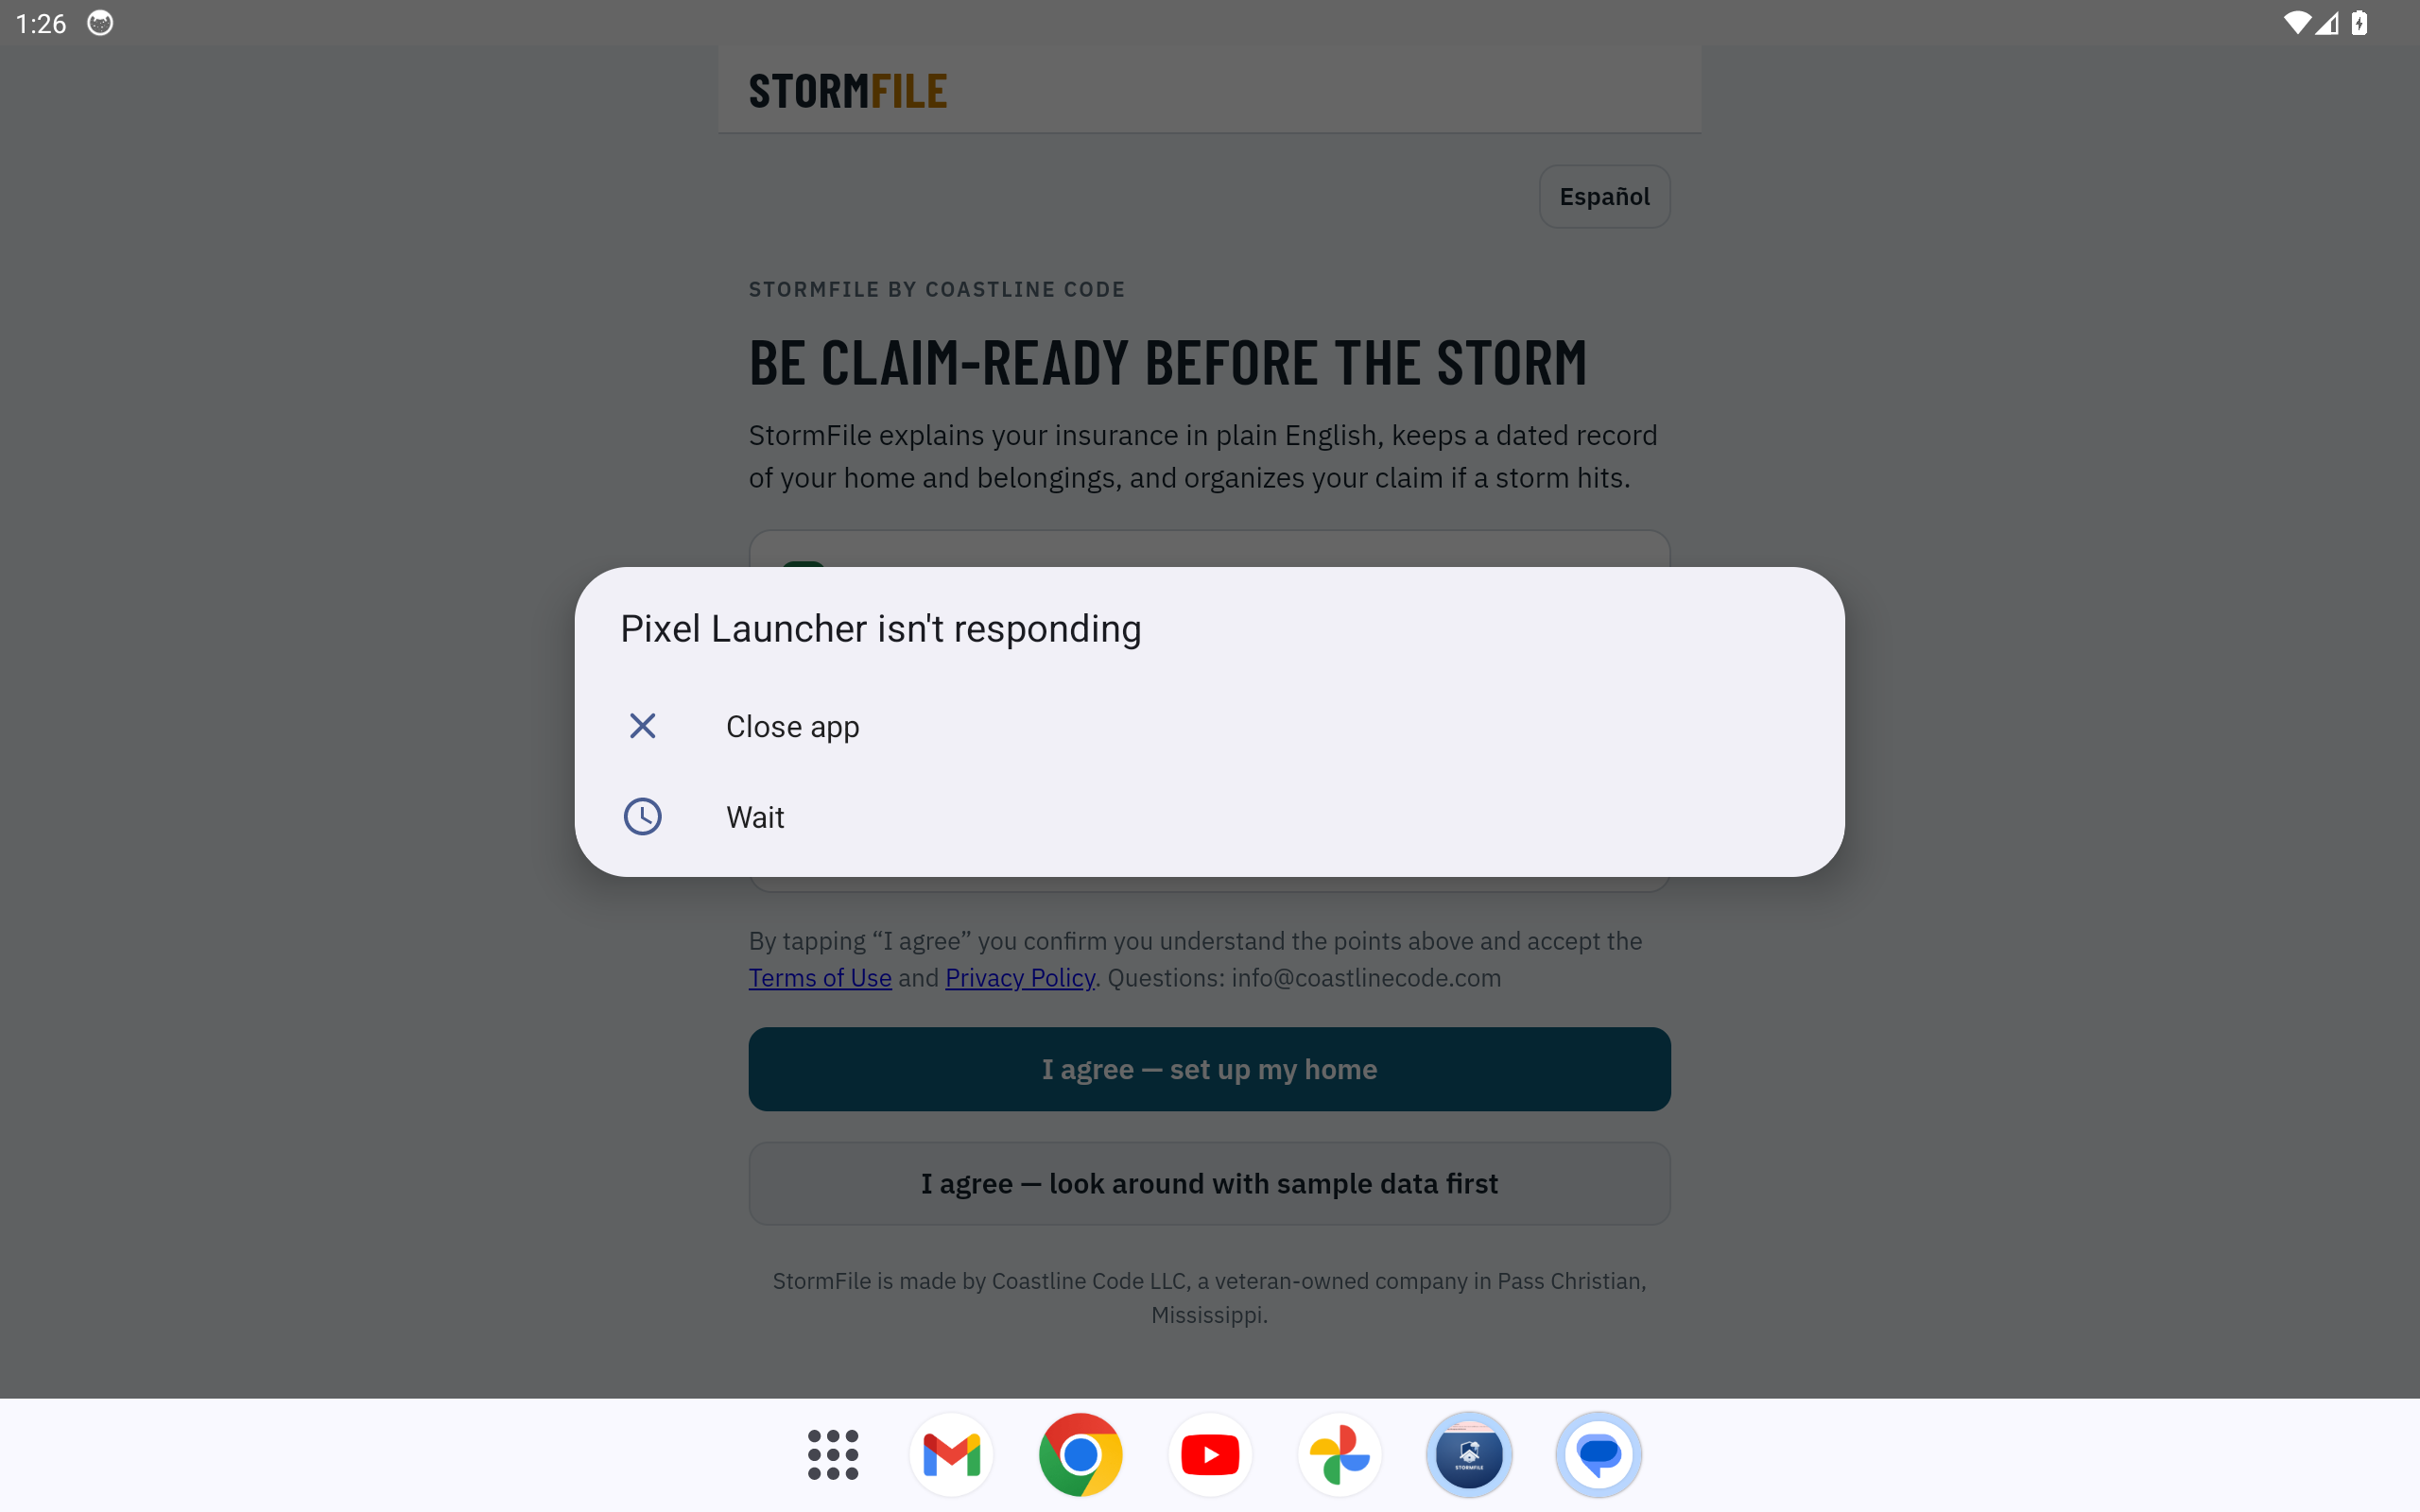 1:26
STORMFILE
Español
STORMFILE BY COASTLINE CODE
BE CLAIM-READY BEFORE THE STORM
StormFile explains your insurance in plain English, keeps a dated record
of your home and belongings, and organizes your claim if a storm hits.
Pixel Launcher isn't responding
Close app
Wait
By tapping “I agree” you confirm you understand the points above and accept the
Terms of Use and Privacy Policy. Questions: info@coastlinecode.com
I agree — set up my home
I agree — look around with sample data first
StormFile is made by Coastline Code LLC, a veteran-owned company in Pass Christian,
Mississippi.
STORMFILE